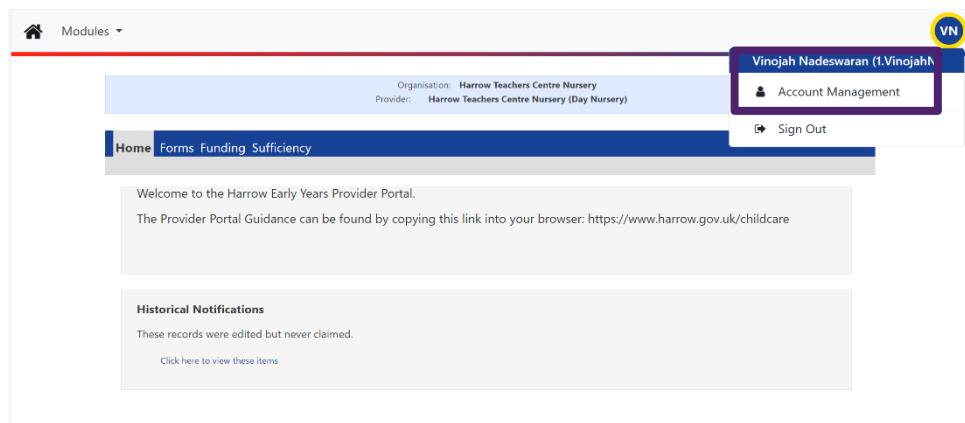 Modules
VN
Vinojah Nadeswaran (1.VinojahN
Account Management
Sign Out
Organisation: Harrow Teachers Centre Nursery
Provider: Harrow Teachers Centre Nursery (Day Nursery)
Home Forms Funding Sufficiency
Welcome to the Harrow Early Years Provider Portal.
The Provider Portal Guidance can be found by copying this link into your browser: https://www.harrow.gov.uk/childcare
Historical Notifications
These records were edited but never claimed.
Click here to view these items